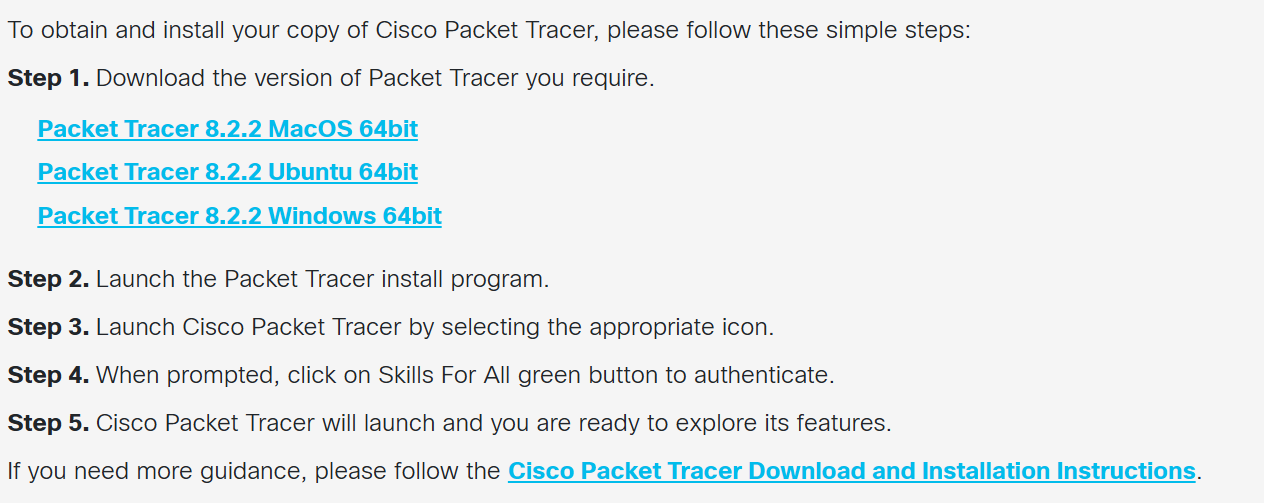 To obtain and install your copy of Cisco Packet Tracer, please follow these simple steps:
Step 1. Download the version of Packet Tracer you require.
Packet Tracer 8.2.2 MacOS 64bit
Packet Tracer 8.2.2 Ubuntu 64bit
Packet Tracer 8.2.2 Windows 64bit
Step 2. Launch the Packet Tracer install program.
Step 3. Launch Cisco Packet Tracer by selecting the appropriate icon.
Step 4. When prompted, click on Skills For All green button to authenticate.
Step 5. Cisco Packet Tracer will launch and you are ready to explore its features.
If you need more guidance, please follow the Cisco Packet Tracer Download and Installation Instructions.